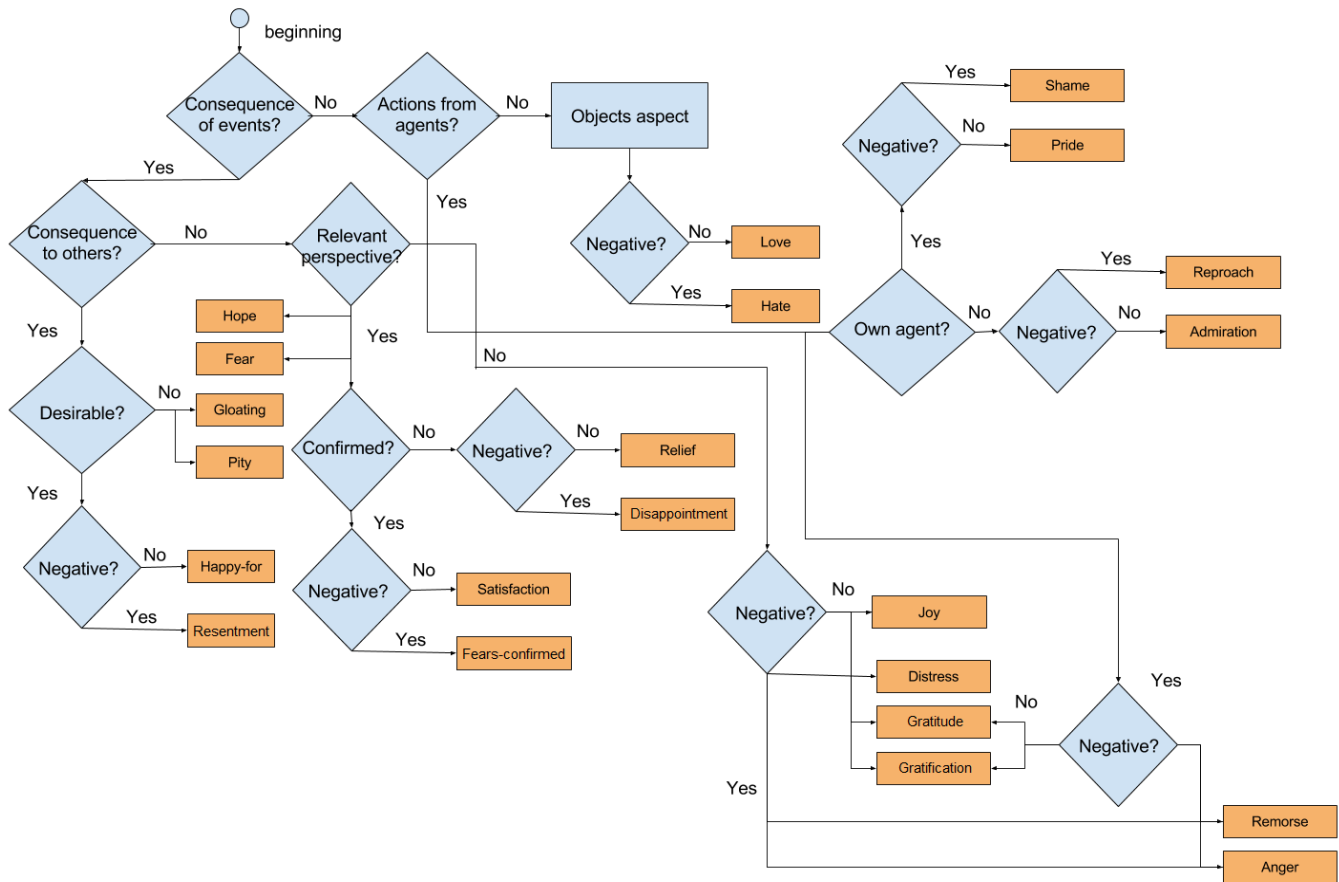 beginning
Consequence
of events?
No
Actions from
agents?
No
Objects aspect
Yes
Shame
Negative?
No
Pride
Yes
Yes
Consequence
to others?
No
Relevant
perspective?
Negative?
No
Love
Yes
Hate
Yes
Yes
Reproach
Own agent?
No
Negative?
No
Admiration
Hope
Yes
Fear
No
Yes
Desirable?
No
Gloating
Pity
Confirmed?
No
Negative?
No
Relief
Yes
Disappointment
Yes
Yes
Negative?
No
Happy-for
Yes
Resentment
Negative?
No
Satisfaction
Yes
Fears-confirmed
Negative?
No
Joy
Distress
Yes
Gratitude
No
Negative?
Gratification
Yes
Remorse
Anger